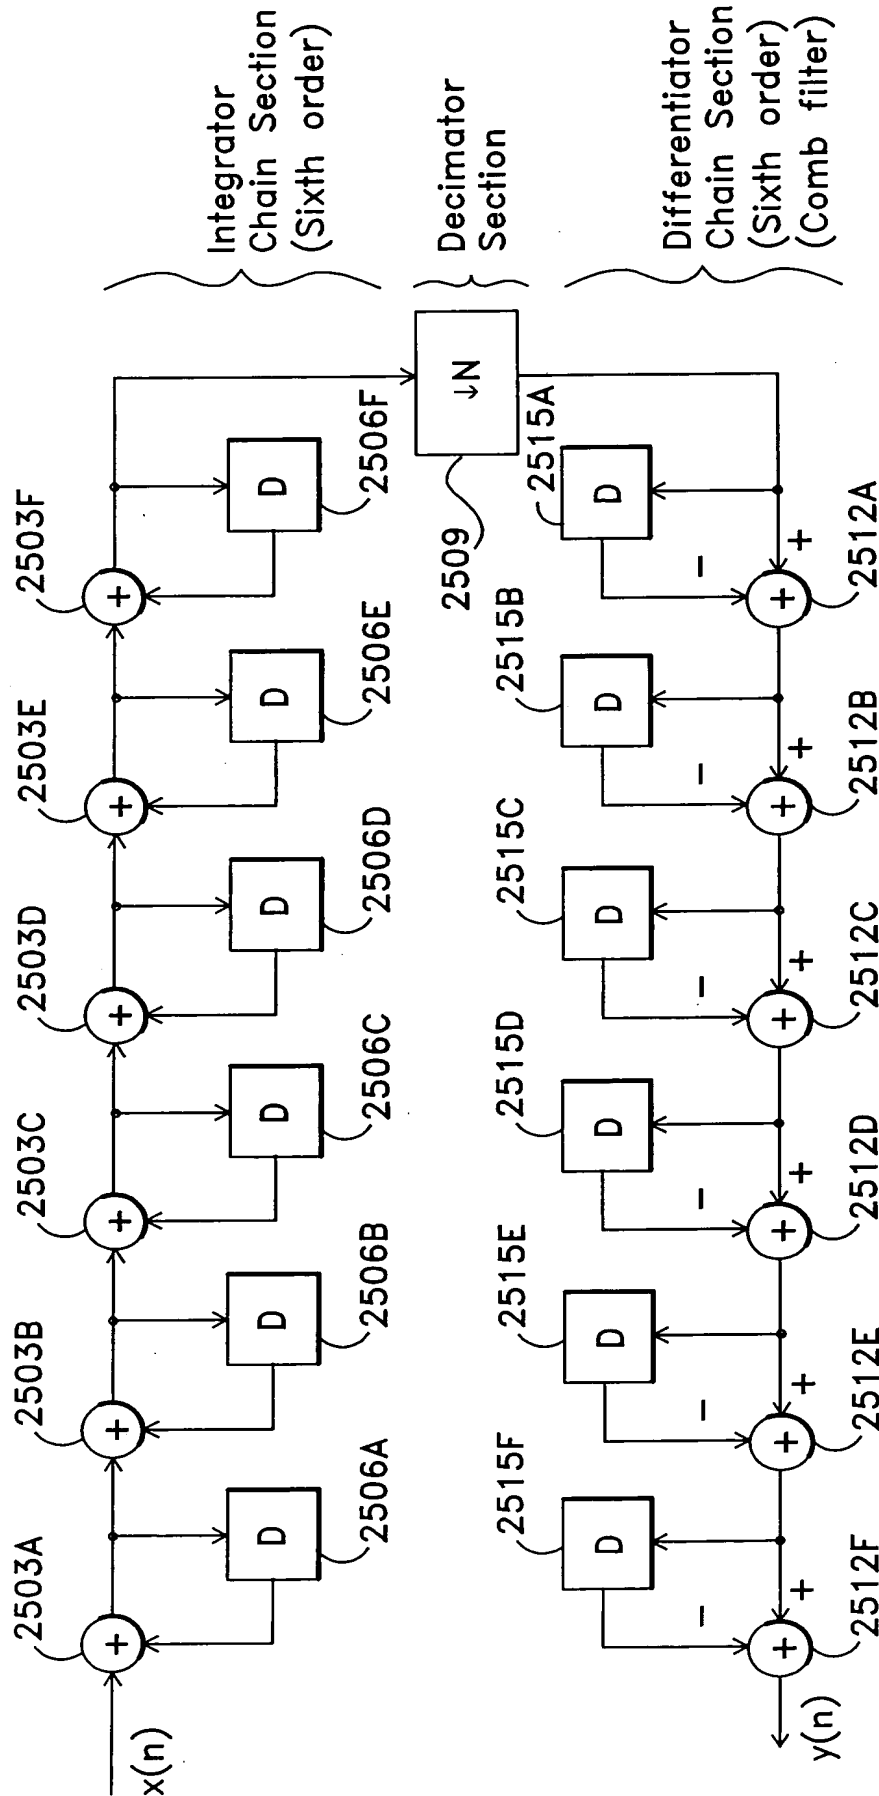 2503A
2503B
2503C
2503D
2503E
2503F
x(n)
+
+
+
+
+
+
Integrator
Chain Section
(Sixth order)
D
D
D
D
D
D
2506A
2506B
2506C
2506D
2506E
2506F
2509
↓N
Decimator
Section
2515F
2515E
2515D
2515C
2515B
2515A
D
D
D
D
D
D
Differentiator
Chain Section
(Sixth order)
(Comb filter)
−
−
−
−
−
−
y(n)
+
+
+
+
+
+
+
+
+
+
+
+
2512F
2512E
2512D
2512C
2512B
2512A